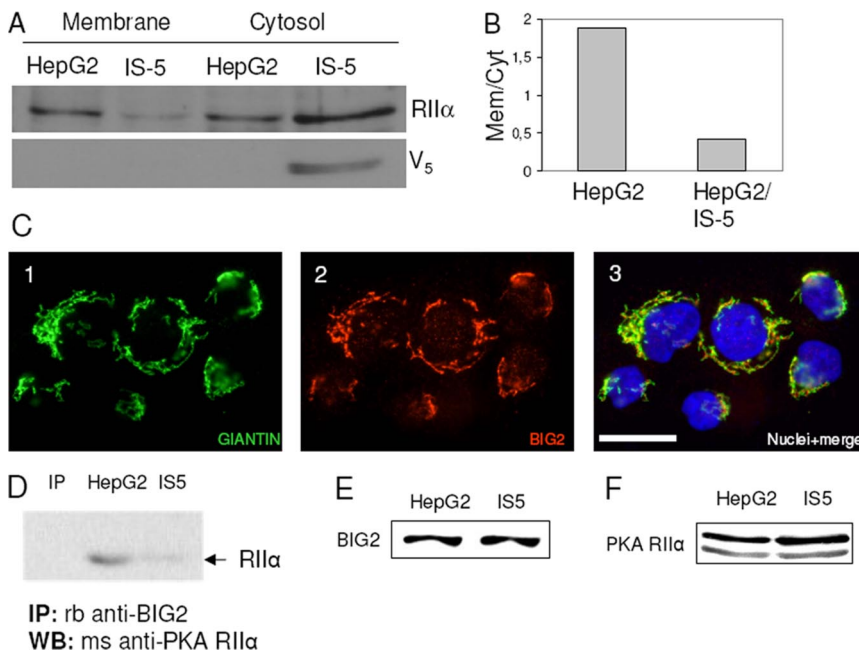 A
Membrane Cytosol
HepG2 IS-5 HepG2 IS-5
RIIα
V5
B
Mem/Cyt
2
1,5
1
0,5
0
HepG2
HepG2/
IS-5
C
1
GIANTIN
2
BIG2
3
Nuclei+merge
D
IP HepG2 IS5
RIIα
IP: rb anti-BIG2
WB: ms anti-PKA RIIα
E
HepG2 IS5
BIG2
F
HepG2 IS5
PKA RIIα